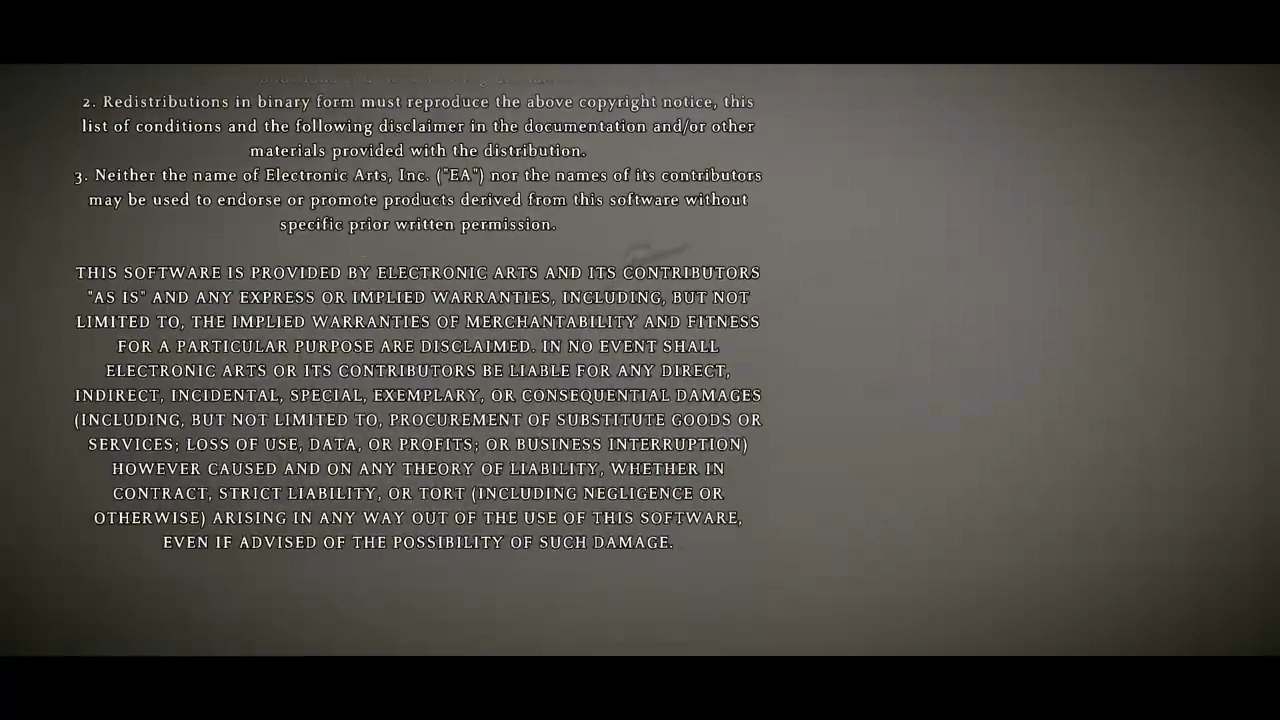 2. Redistributions in binary form must reproduce the above copyright notice, this
list of conditions and the following disclaimer in the documentation and/or other
materials provided with the distribution.
3. Neither the name of Electronic Arts, Inc. ("EA") nor the names of its contributors
may be used to endorse or promote products derived from this software without
specific prior written permission.
THIS SOFTWARE IS PROVIDED BY ELECTRONIC ARTS AND ITS CONTRIBUTORS
"AS IS" AND ANY EXPRESS OR IMPLIED WARRANTIES, INCLUDING, BUT NOT
LIMITED TO, THE IMPLIED WARRANTIES OF MERCHANTABILITY AND FITNESS
FOR A PARTICULAR PURPOSE ARE DISCLAIMED. IN NO EVENT SHALL
ELECTRONIC ARTS OR ITS CONTRIBUTORS BE LIABLE FOR ANY DIRECT,
INDIRECT, INCIDENTAL, SPECIAL, EXEMPLARY, OR CONSEQUENTIAL DAMAGES
(INCLUDING, BUT NOT LIMITED TO, PROCUREMENT OF SUBSTITUTE GOODS OR
SERVICES; LOSS OF USE, DATA, OR PROFITS; OR BUSINESS INTERRUPTION)
HOWEVER CAUSED AND ON ANY THEORY OF LIABILITY, WHETHER IN
CONTRACT, STRICT LIABILITY, OR TORT (INCLUDING NEGLIGENCE OR
OTHERWISE) ARISING IN ANY WAY OUT OF THE USE OF THIS SOFTWARE,
EVEN IF ADVISED OF THE POSSIBILITY OF SUCH DAMAGE.